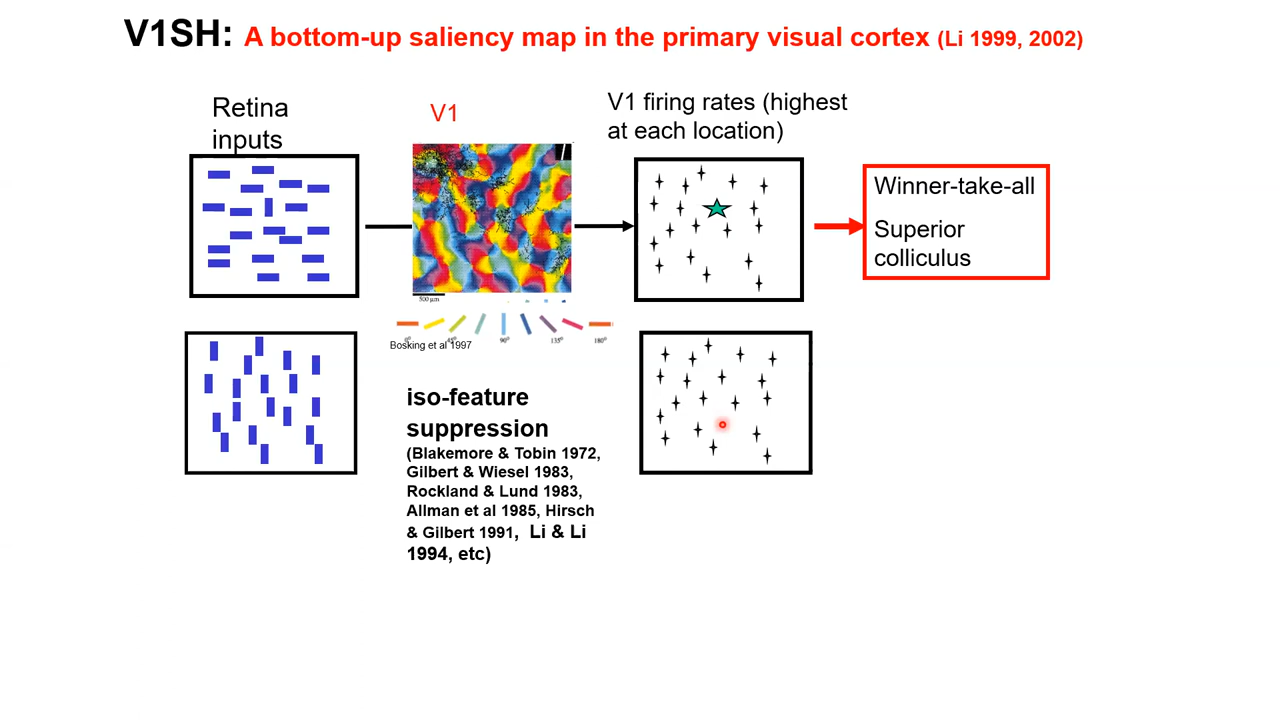 V1SH: A bottom-up saliency map in the primary visual cortex (Li 1999, 2002)
Retina
inputs
V1
V1 firing rates (highest
at each location)
Winner-take-all
Superior
colliculus
500 μm
0° 45° 90° 135° 180°
Bosking et al 1997
iso-feature
suppression
(Blakemore & Tobin 1972,
Gilbert & Wiesel 1983,
Rockland & Lund 1983,
Allman et al 1985, Hirsch
& Gilbert 1991, Li & Li
1994, etc)